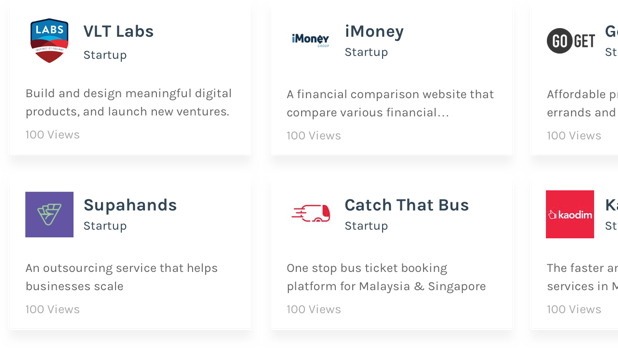 LABS
VLT Labs
Startup
Build and design meaningful digital
products, and launch new ventures.
100 Views
iMoney
iMoney
Startup
A financial comparison website that
compare various financial...
100 Views
GO GET
G
St
Affordable p
errands and
100 Views
Supahands
Startup
An outsourcing service that helps
businesses scale
100 Views
Catch That Bus
Startup
One stop bus ticket booking
platform for Malaysia & Singapore
100 Views
kaodim
K
St
The faster a
services in M
100 Views